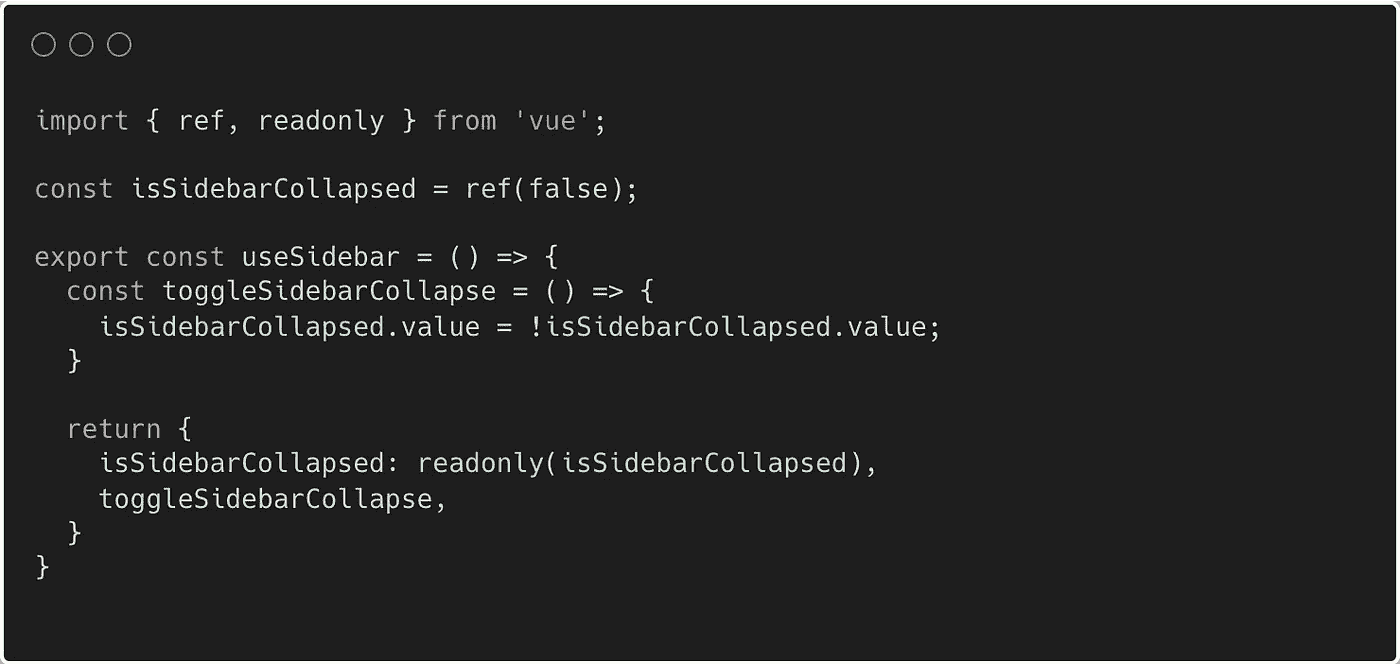 import { ref, readonly } from 'vue';
const isSidebarCollapsed = ref(false);
export const useSidebar = () => {
  const toggleSidebarCollapse = () => {
    isSidebarCollapsed.value = !isSidebarCollapsed.value;
  }
  return {
    isSidebarCollapsed: readonly(isSidebarCollapsed),
    toggleSidebarCollapse,
  }
}